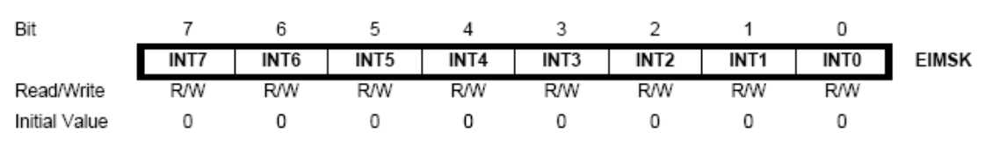 Bit 7 6 5 4 3 2 1 0
INT7 INT6 INT5 INT4 INT3 INT2 INT1 INT0 EIMSK
Read/Write R/W R/W R/W R/W R/W R/W R/W R/W
Initial Value 0 0 0 0 0 0 0 0